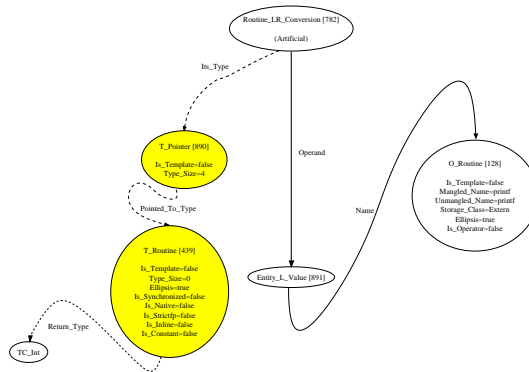 Routine_LR_Conversion [782]
(Artificial)
Its_Type
T_Pointer [890]
Is_Template=false
Type_Size=4
Operand
O_Routine [128]
Is_Template=false
Mangled_Name=printf
Unmangled_Name=printf
Storage_Class=Extern
Ellipsis=true
Is_Operator=false
Pointed_To_Type
Name
T_Routine [439]
Is_Template=false
Type_Size=0
Ellipsis=true
Is_Synchronized=false
Is_Native=false
Is_Strictfp=false
Is_Inline=false
Is_Constant=false
Entity_L_Value [891]
Return_Type
TC_Int